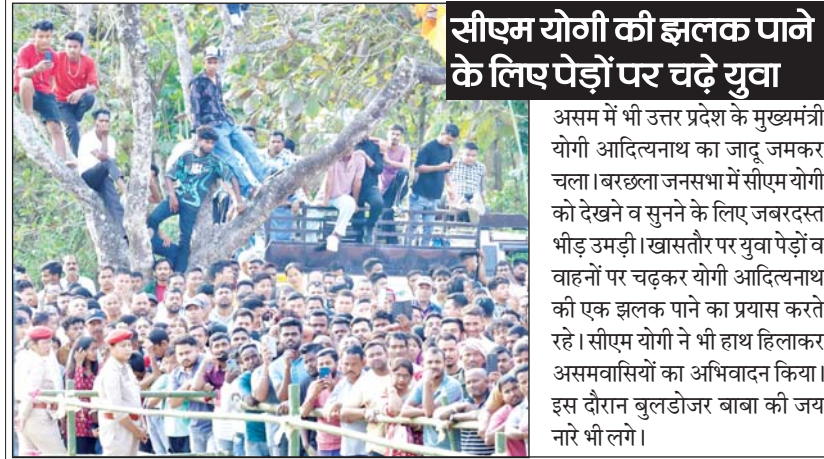 सीएम योगी की झलक पाने
के लिए पेड़ों पर चढ़े युवा
असम में भी उत्तर प्रदेश के मुख्यमंत्री
योगी आदित्यनाथ का जादू जमकर
चला। बरछला जनसभा में सीएम योगी
को देखने व सुनने के लिए जबरदस्त
भीड़ उमड़ी। खासतौर पर युवा पेड़ों व
वाहनों पर चढ़कर योगी आदित्यनाथ
की एक झलक पाने का प्रयास करते
रहे। सीएम योगी ने भी हाथ हिलाकर
असमवासियों का अभिवादन किया।
इस दौरान बुलडोजर बाबा की जय
नारे भी लगे।